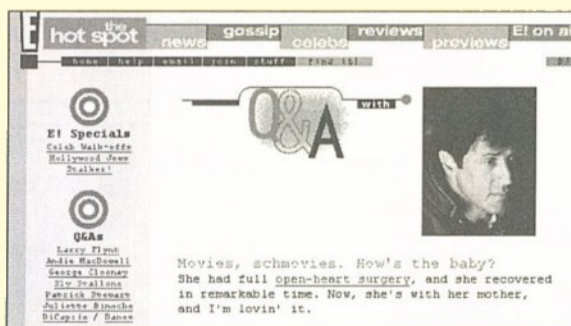 E!
the
hot spot
news
gossip
celebs
reviews
previews
E! on ai
home help email join stuff find it!
Q&A
with
E! Specials
Celeb Walk-offs
Hollywood Jews
Stalker!
Q&As
Larry Flynt
Andie MacDowell
George Clooney
Sly Stallone
Patrick Stewart
Juliette Binoche
DiCaprio / Danes
Movies, schmovies. How's the baby?
She had full open-heart surgery, and she recovered
in remarkable time. Now, she's with her mother,
and I'm lovin' it.